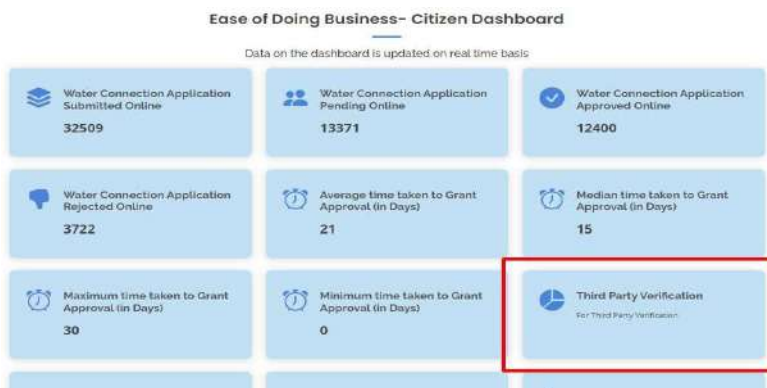 Ease of Doing Business- Citizen Dashboard
Data on the dashboard is updated on real time basis
Water Connection Application
Submitted Online
32509
Water Connection Application
Pending Online
13371
Water Connection Application
Approved Online
12400
Water Connection Application
Rejected Online
3722
Average time taken to Grant
Approval (in Days)
21
Median time taken to Grant
Approval (in Days)
15
Maximum time taken to Grant
Approval (in Days)
30
Minimum time taken to Grant
Approval (in Days)
0
Third Party Verification
For Third Party Verification